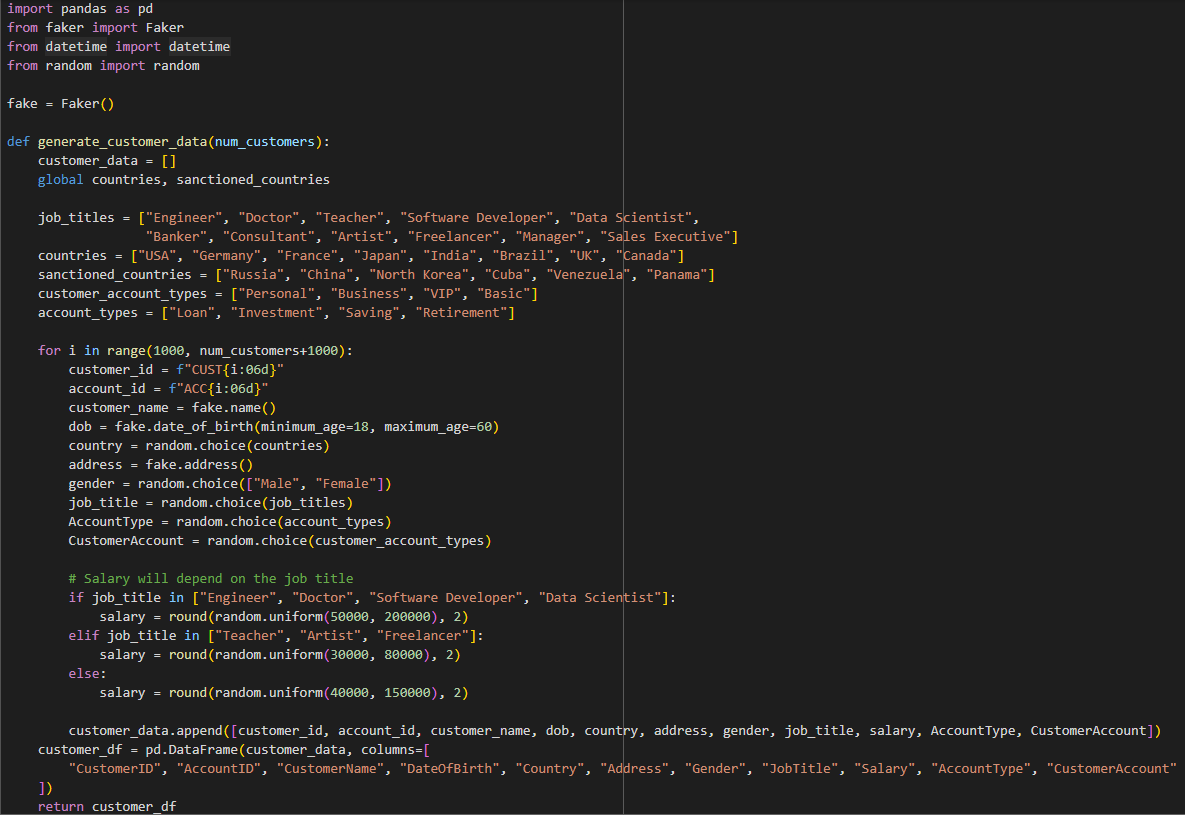 import pandas as pd
from faker import Faker
from datetime import datetime
from random import random

fake = Faker()

def generate_customer_data(num_customers):
    customer_data = []
    global countries, sanctioned_countries

    job_titles = ["Engineer", "Doctor", "Teacher", "Software Developer", "Data Scientist",
                  "Banker", "Consultant", "Artist", "Freelancer", "Manager", "Sales Executive"]
    countries = ["USA", "Germany", "France", "Japan", "India", "Brazil", "UK", "Canada"]
    sanctioned_countries = ["Russia", "China", "North Korea", "Cuba", "Venezuela", "Panama"]
    customer_account_types = ["Personal", "Business", "VIP", "Basic"]
    account_types = ["Loan", "Investment", "Saving", "Retirement"]

    for i in range(1000, num_customers+1000):
        customer_id = f"CUST{i:06d}"
        account_id = f"ACC{i:06d}"
        customer_name = fake.name()
        dob = fake.date_of_birth(minimum_age=18, maximum_age=60)
        country = random.choice(countries)
        address = fake.address()
        gender = random.choice(["Male", "Female"])
        job_title = random.choice(job_titles)
        AccountType = random.choice(account_types)
        CustomerAccount = random.choice(customer_account_types)

        # Salary will depend on the job title
        if job_title in ["Engineer", "Doctor", "Software Developer", "Data Scientist"]:
            salary = round(random.uniform(50000, 200000), 2)
        elif job_title in ["Teacher", "Artist", "Freelancer"]:
            salary = round(random.uniform(30000, 80000), 2)
        else:
            salary = round(random.uniform(40000, 150000), 2)

        customer_data.append([customer_id, account_id, customer_name, dob, country, address, gender, job_title, salary, AccountType, CustomerAccount])
    customer_df = pd.DataFrame(customer_data, columns=[
        "CustomerID", "AccountID", "CustomerName", "DateOfBirth", "Country", "Address", "Gender", "JobTitle", "Salary", "AccountType", "CustomerAccount"
    ])
    return customer_df